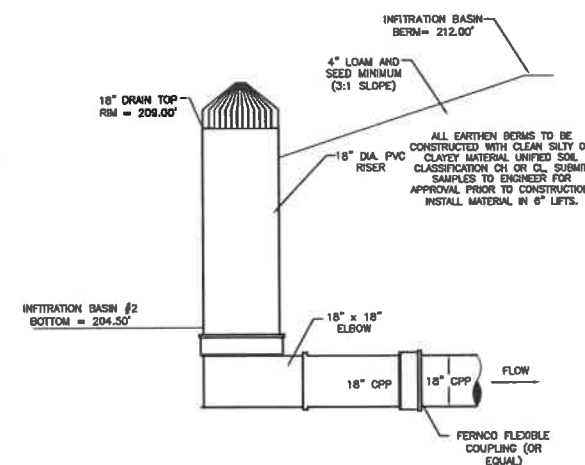 INFITRATION BASIN
BERM= 212.00'
4" LOAM AND
SEED MINIMUM
(3:1 SLOPE)
18" DRAIN TOP
RIM = 209.00'
ALL EARTHEN BERMS TO BE
CONSTRUCTED WITH CLEAN SILTY O
CLAYEY MATERIAL UNIFIED SOIL
CLASSIFICATION CH OR CL, SUBMIT
SAMPLES TO ENGINEER FOR
APPROVAL PRIOR TO CONSTRUCTION
INSTALL MATERIAL IN 6" LIFTS.
18" DIA. PVC
RISER
INFITRATION BASIN #2
BOTTOM = 204.50'
18" x 18"
ELBOW
18" CPP
18" CPP
FLOW
FERNCO FLEXIBLE
COUPLING (OR
EQUAL)